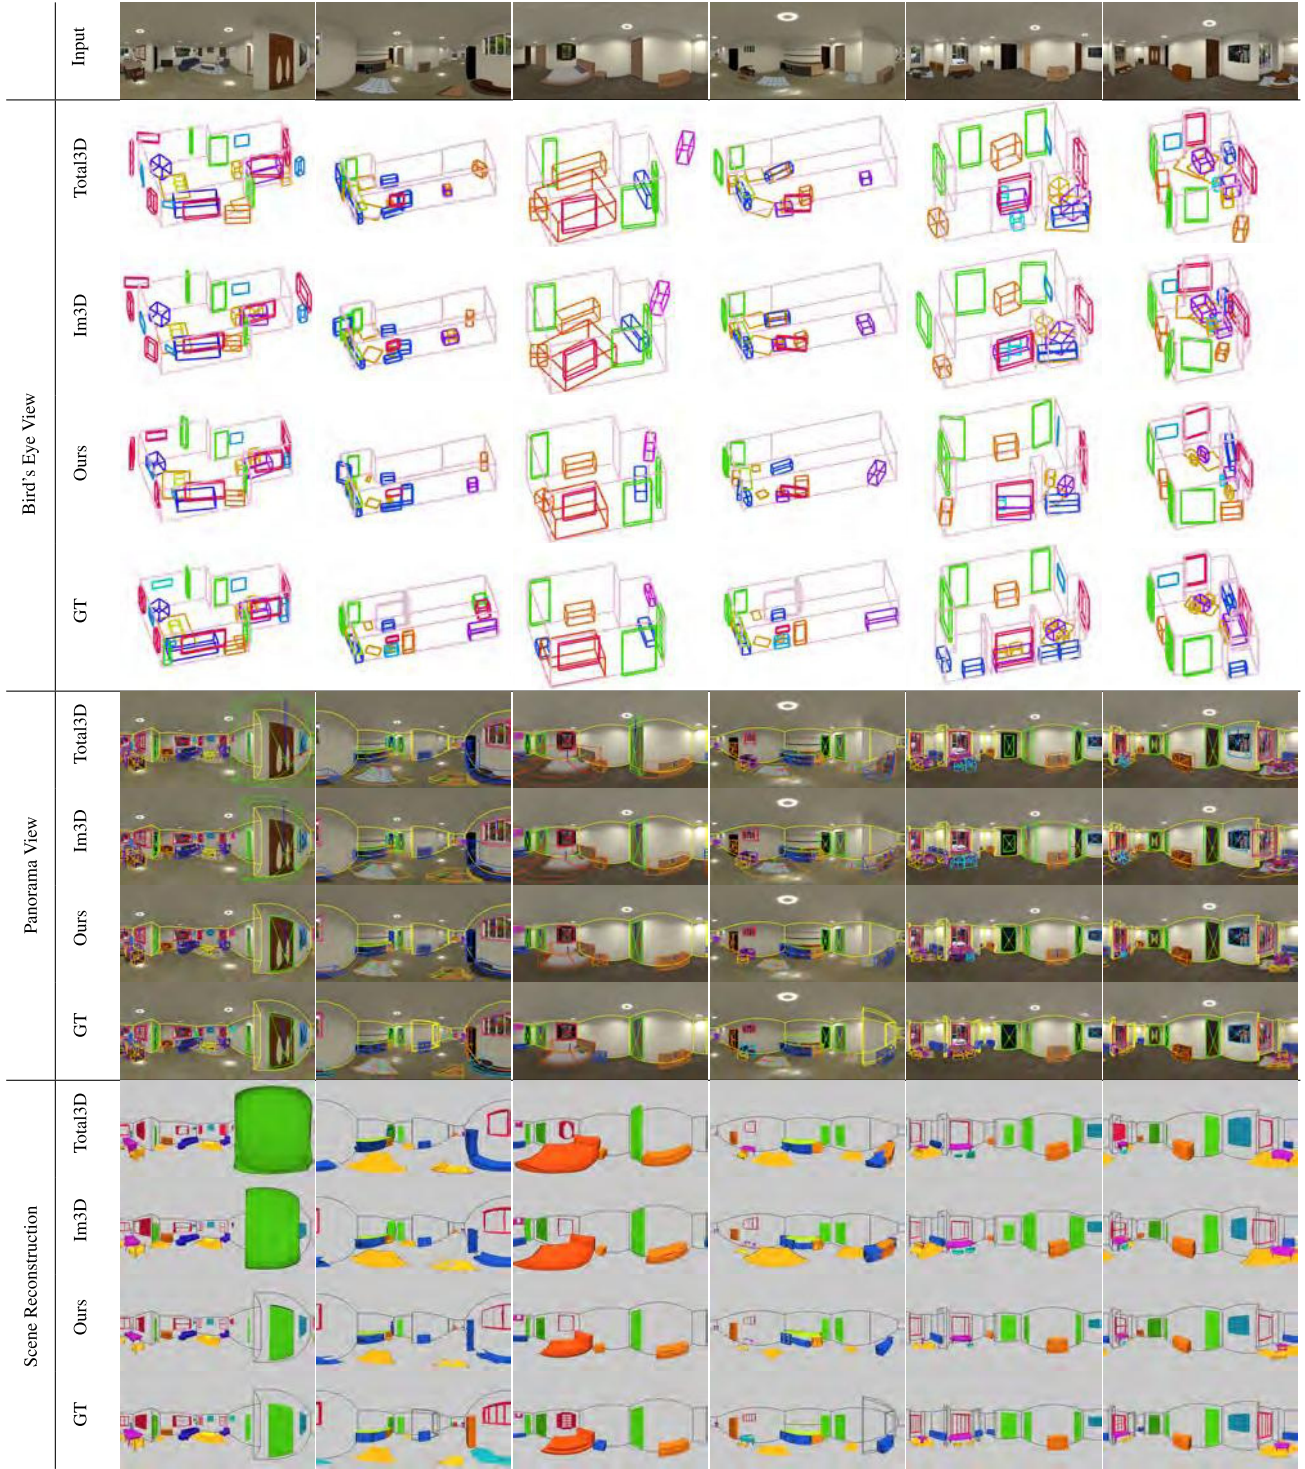 Input
Bird's Eye View
Total3D
Im3D
Ours
GT
Panorama View
Total3D
Im3D
Ours
GT
Scene Reconstruction
Total3D
Im3D
Ours
GT